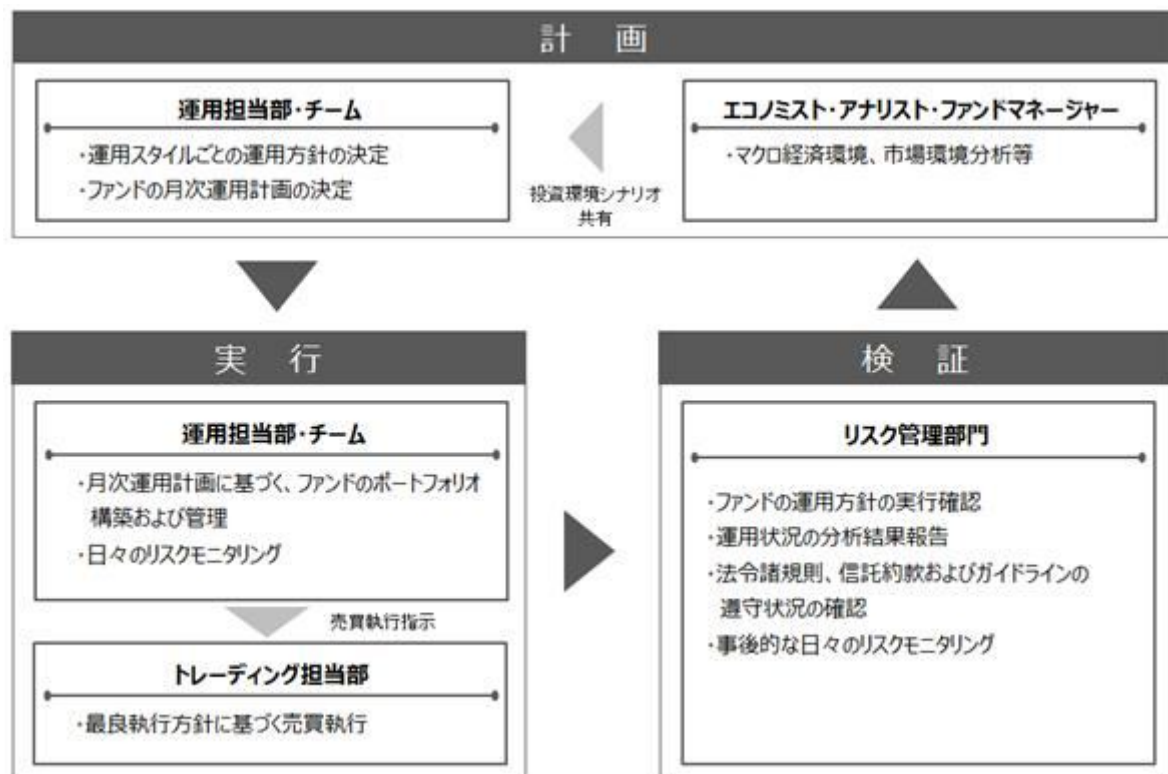 計 画
運用担当部・チーム
・運用スタイルごとの運用方針の決定
・ファンドの月次運用計画の決定
投資環境シナリオ
共有
エコノミスト・アナリスト・ファンドマネージャー
・マクロ経済環境、市場環境分析等
実 行
運用担当部・チーム
・月次運用計画に基づく、ファンドのポートフォリオ
構築および管理
・日々のリスクモニタリング
売買執行指示
トレーディング担当部
・最良執行方針に基づく売買執行
検 証
リスク管理部門
・ファンドの運用方針の実行確認
・運用状況の分析結果報告
・法令諸規則、信託約款およびガイドラインの
遵守状況の確認
・事後的な日々のリスクモニタリング